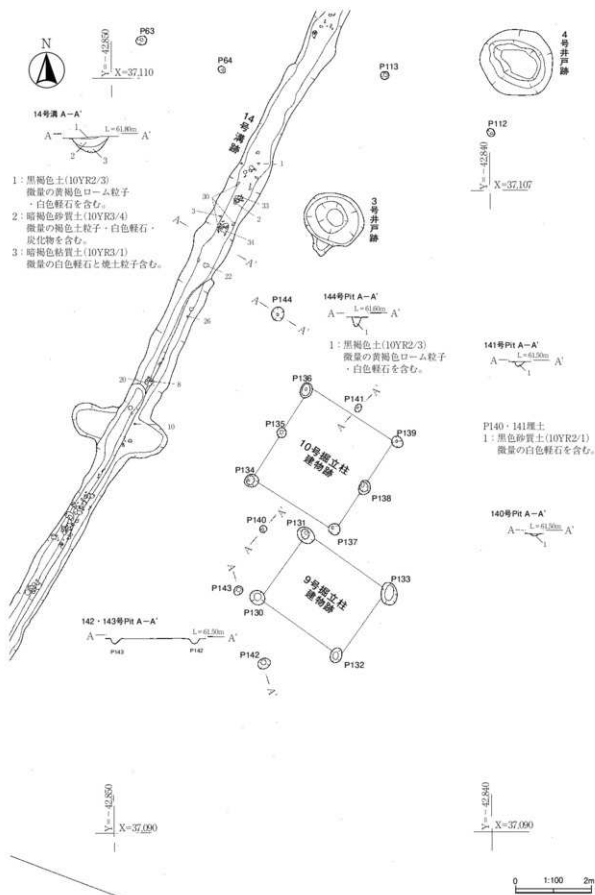 N
Y=-42,850
X=37,110
P63
P64
P113
4号井戸跡
P112
Y=-42,840
X=37,107
14号溝 A-A'
A- L=61.80m A'
1
2
3
1:黒褐色土(10YR2/3)
微量の黄褐色ローム粒子
・白色軽石を含む。
2:暗褐色砂質土(10YR3/4)
微量の褐色土粒子・白色軽石・
炭化物を含む。
3:暗褐色粘質土(10YR3/1)
微量の白色軽石と焼土粒子含む。
14号溝跡
1
30
33
3
2
31
A
A'
22
26
20
8
10
3号井戸跡
P144
A
A'
144号Pit A-A'
A- L=61.60m A'
1
1:黒褐色土(10YR2/3)
微量の黄褐色ローム粒子
・白色軽石を含む。
141号Pit A-A'
A- L=61.50m A'
1
P140・141埋土
1:黒色砂質土(10YR2/1)
微量の白色軽石を含む。
140号Pit A-A'
A- L=61.50m A'
1
P136
P141
A'
A
P135
P139
10号掘立柱
建物跡
P134
P138
P140
A'
A
P131
P137
P143
A
P130
9号掘立柱
建物跡
P133
P142
A'
P132
142・143号Pit A-A'
A- L=61.50m A'
P143
P142
Y=-42,850
X=37,090
Y=-42,840
X=37,090
0 1:100 2m